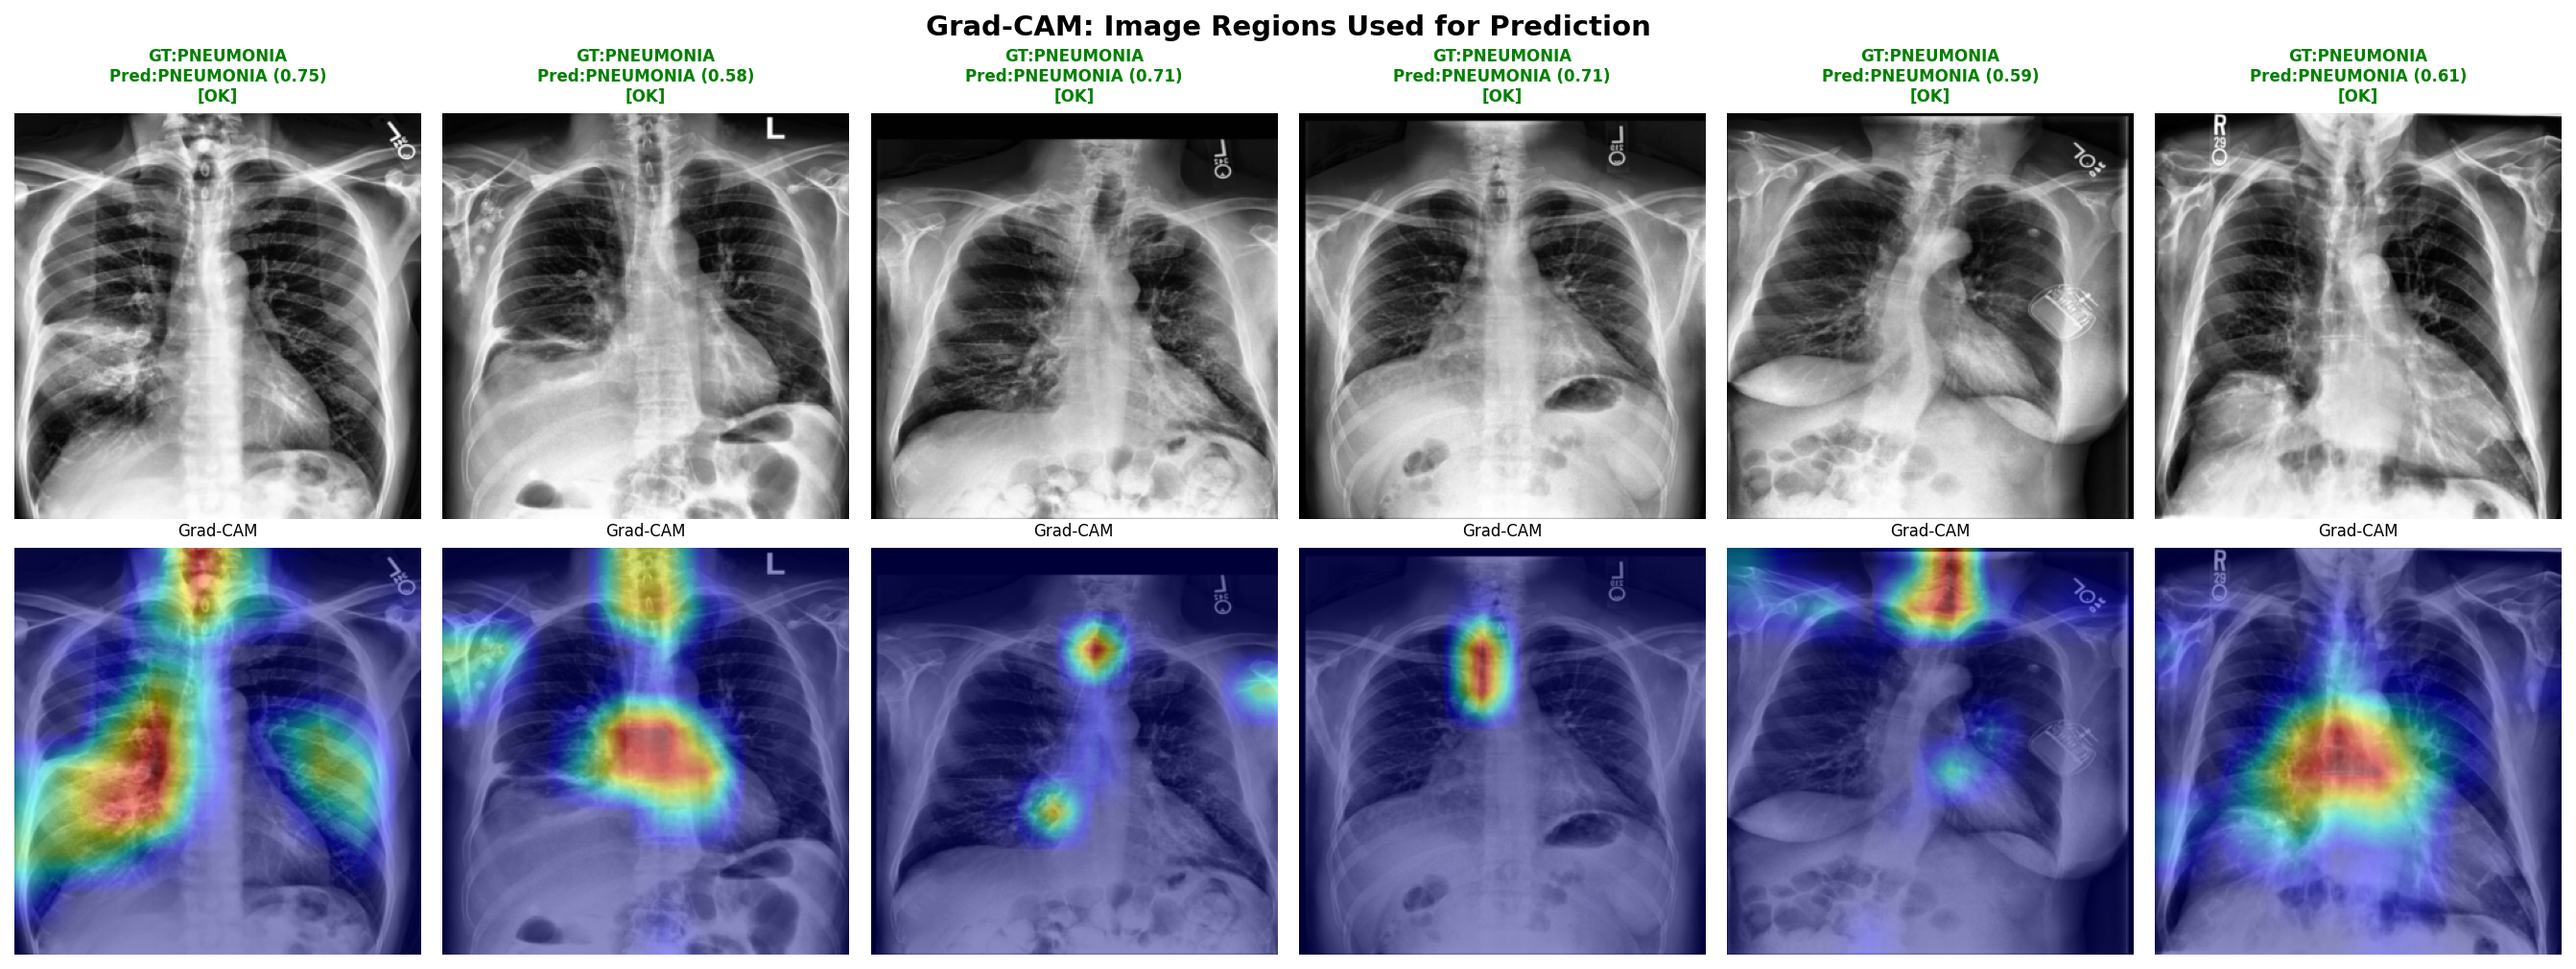 Grad-CAM: Image Regions Used for Prediction
GT:PNEUMONIA
Pred:PNEUMONIA (0.75)
[OK]
GT:PNEUMONIA
Pred:PNEUMONIA (0.58)
[OK]
GT:PNEUMONIA
Pred:PNEUMONIA (0.71)
[OK]
GT:PNEUMONIA
Pred:PNEUMONIA (0.71)
[OK]
GT:PNEUMONIA
Pred:PNEUMONIA (0.59)
[OK]
GT:PNEUMONIA
Pred:PNEUMONIA (0.61)
[OK]
L
L
L
L
L
R
29
Grad-CAM
Grad-CAM
Grad-CAM
Grad-CAM
Grad-CAM
Grad-CAM
L
L
L
L
L
R
29